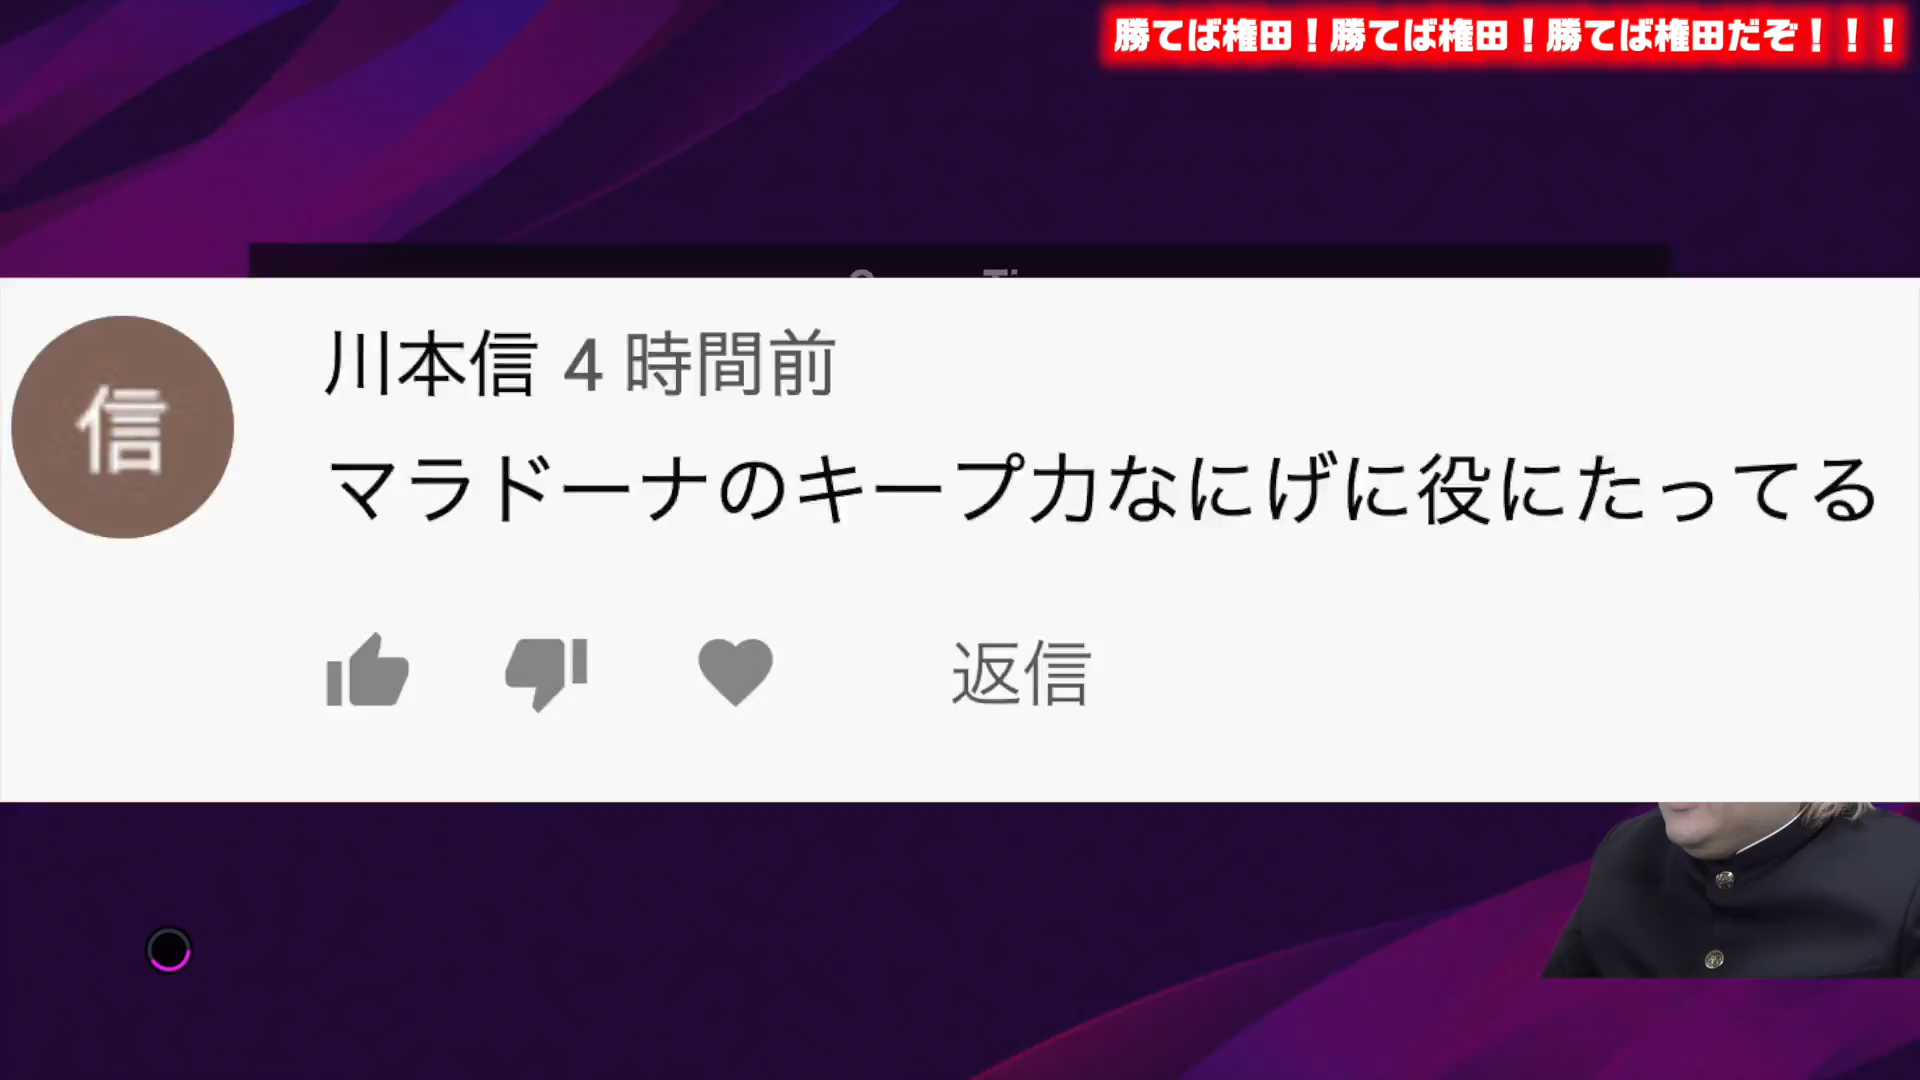 勝てば権田！勝てば権田！勝てば権田だぞ！！！
信
川本信 4 時間前
マラドーナのキープ力なにげに役にたってる
返信